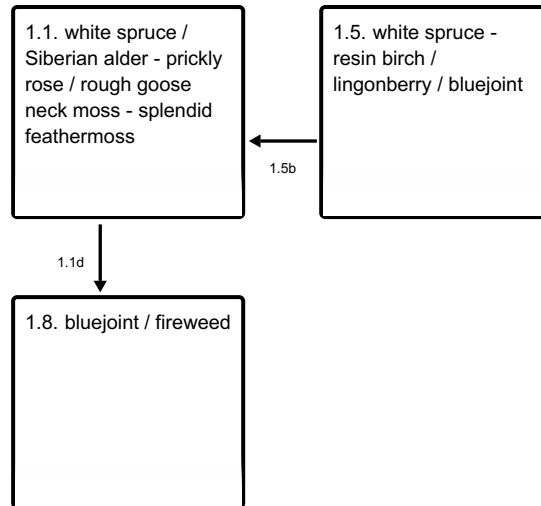 1.1. white spruce /
Siberian alder - prickly
rose / rough goose
neck moss - splendid
feathermoss
1.5. white spruce -
resin birch /
lingonberry / bluejoint
1.5b
1.1d
1.8. bluejoint / fireweed